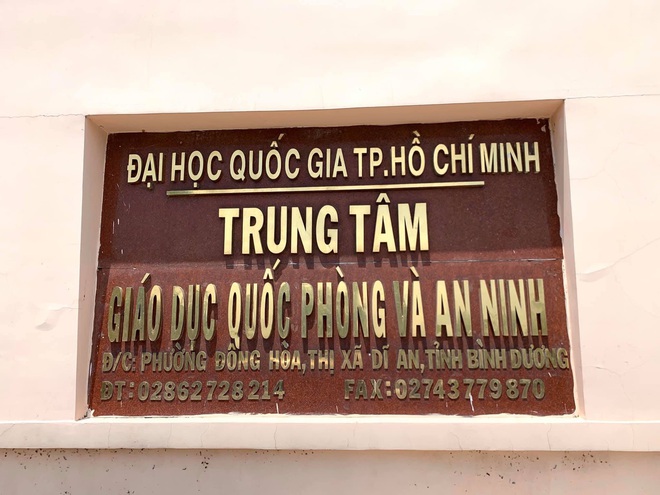 ĐẠI HỌC QUỐC GIA TP.HỒ CHÍ MINH
TRUNG TÂM
GIÁO DỤC QUỐC PHÒNG VÀ AN NINH
Đ/C: PHƯỜNG ĐÔNG HÒA,THỊ XÃ DĨ AN,TỈNH BÌNH DƯƠNG
ĐT:02862728214 FAX:02743779870